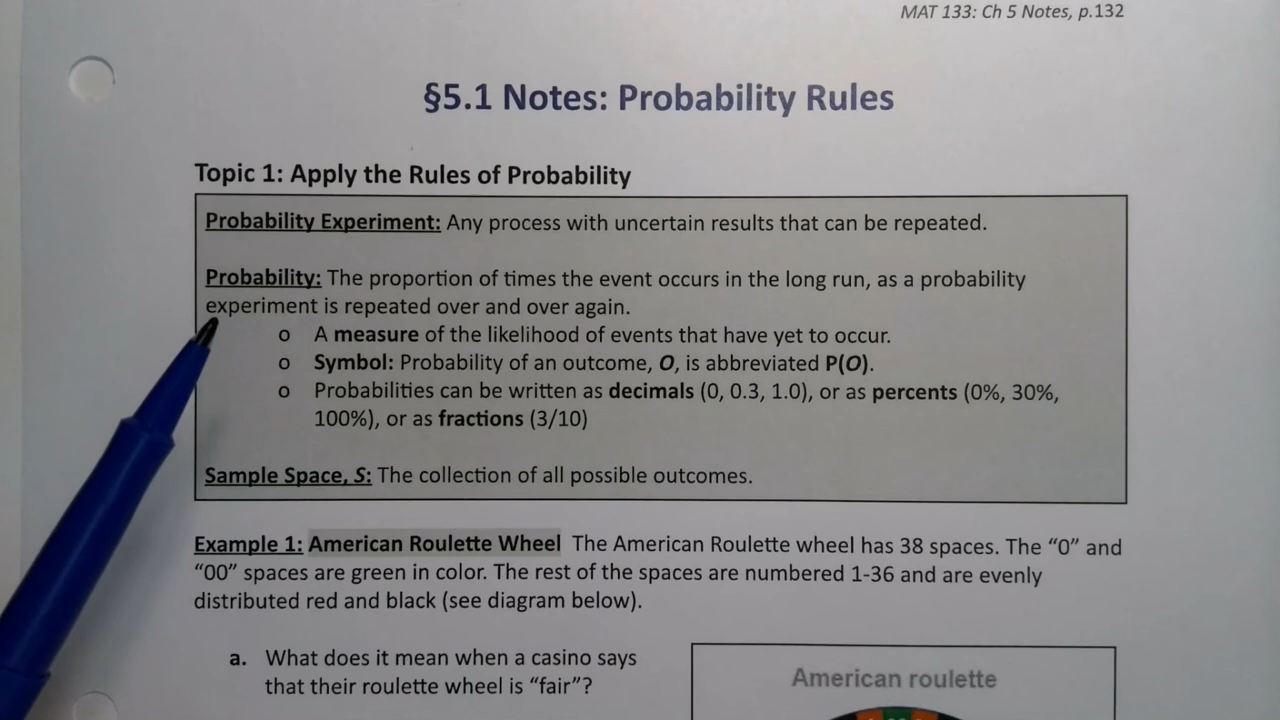 MAT 133: Ch 5 Notes, p.132
§5.1 Notes: Probability Rules
Topic 1: Apply the Rules of Probability
Probability Experiment: Any process with uncertain results that can be repeated.
Probability: The proportion of times the event occurs in the long run, as a probability
experiment is repeated over and over again.
o A measure of the likelihood of events that have yet to occur.
o Symbol: Probability of an outcome, O, is abbreviated P(O).
o Probabilities can be written as decimals (0, 0.3, 1.0), or as percents (0%, 30%,
100%), or as fractions (3/10)
Sample Space, S: The collection of all possible outcomes.
Example 1: American Roulette Wheel The American Roulette wheel has 38 spaces. The “0” and
“00” spaces are green in color. The rest of the spaces are numbered 1-36 and are evenly
distributed red and black (see diagram below).
a. What does it mean when a casino says
that their roulette wheel is “fair”?
American roulette